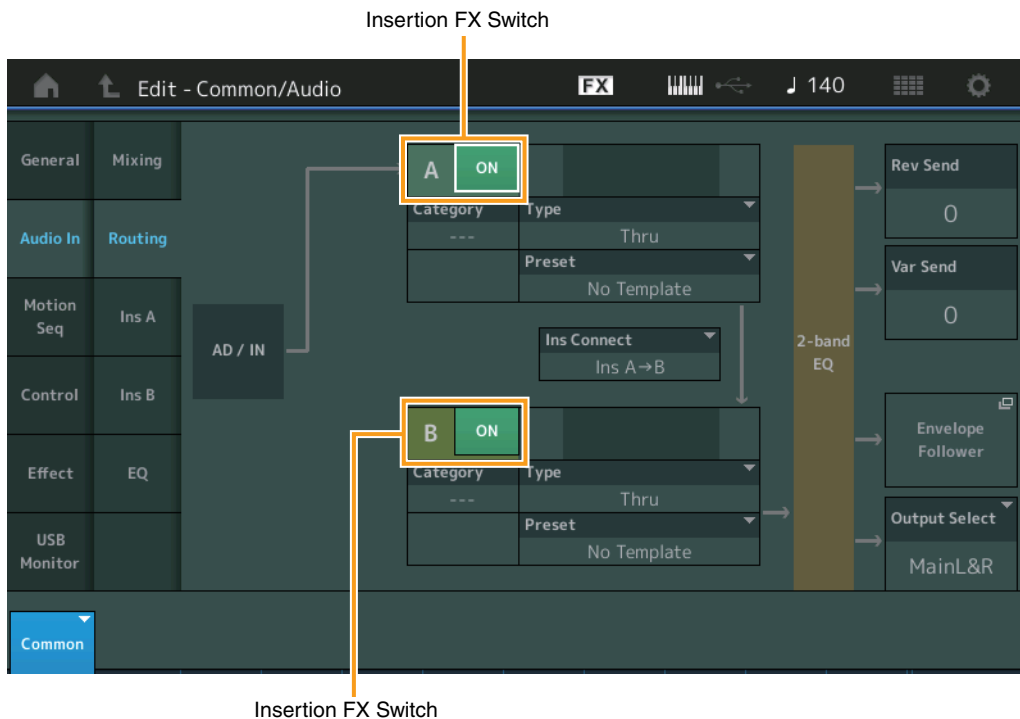 Insertion FX Switch
Edit - Common/Audio
FX
140
General
Mixing
Audio In
Routing
Motion
Seq
Ins A
Control
Ins B
Effect
EQ
USB
Monitor
Common
AD / IN
A
ON
Category
---
Type
Thru
Preset
No Template
Ins Connect
Ins A→B
B
ON
Category
---
Type
Thru
Preset
No Template
2-band
EQ
Rev Send
0
Var Send
0
Envelope
Follower
Output Select
MainL&R
Insertion FX Switch